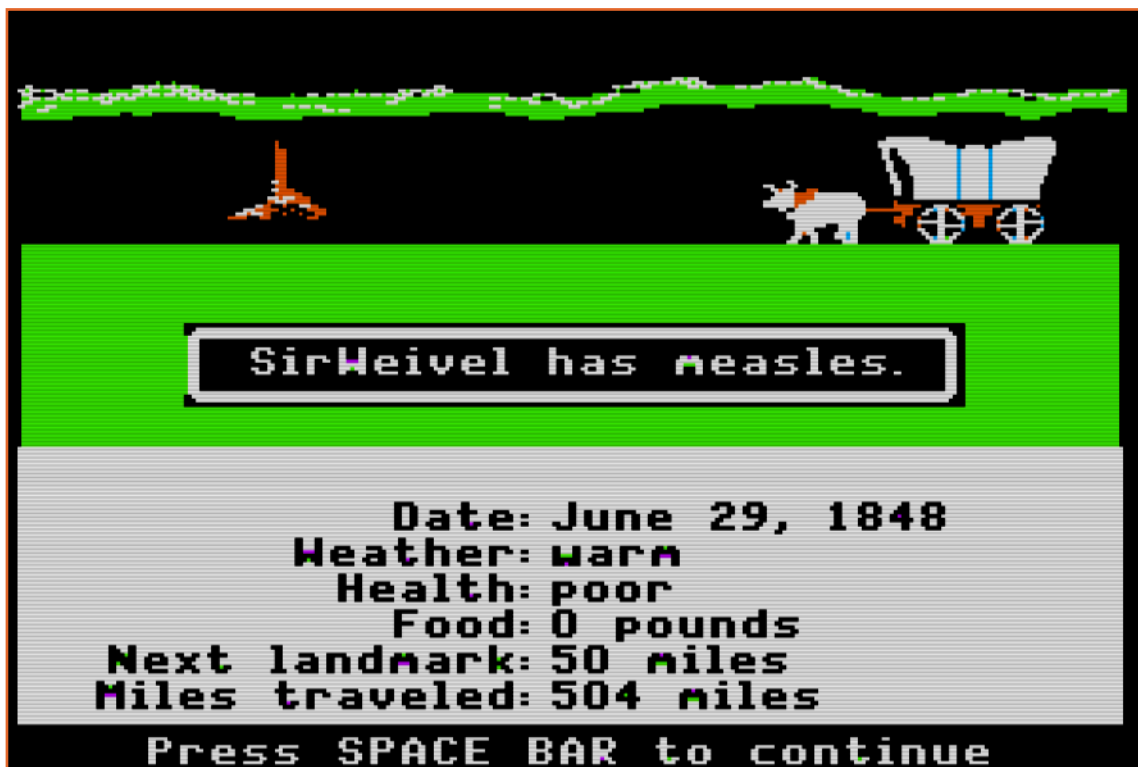 SirWeivel has measles.
Date: June 29, 1848
Weather: warm
Health: poor
Food: 0 pounds
Next landmark: 50 miles
Miles traveled: 504 miles
Press SPACE BAR to continue